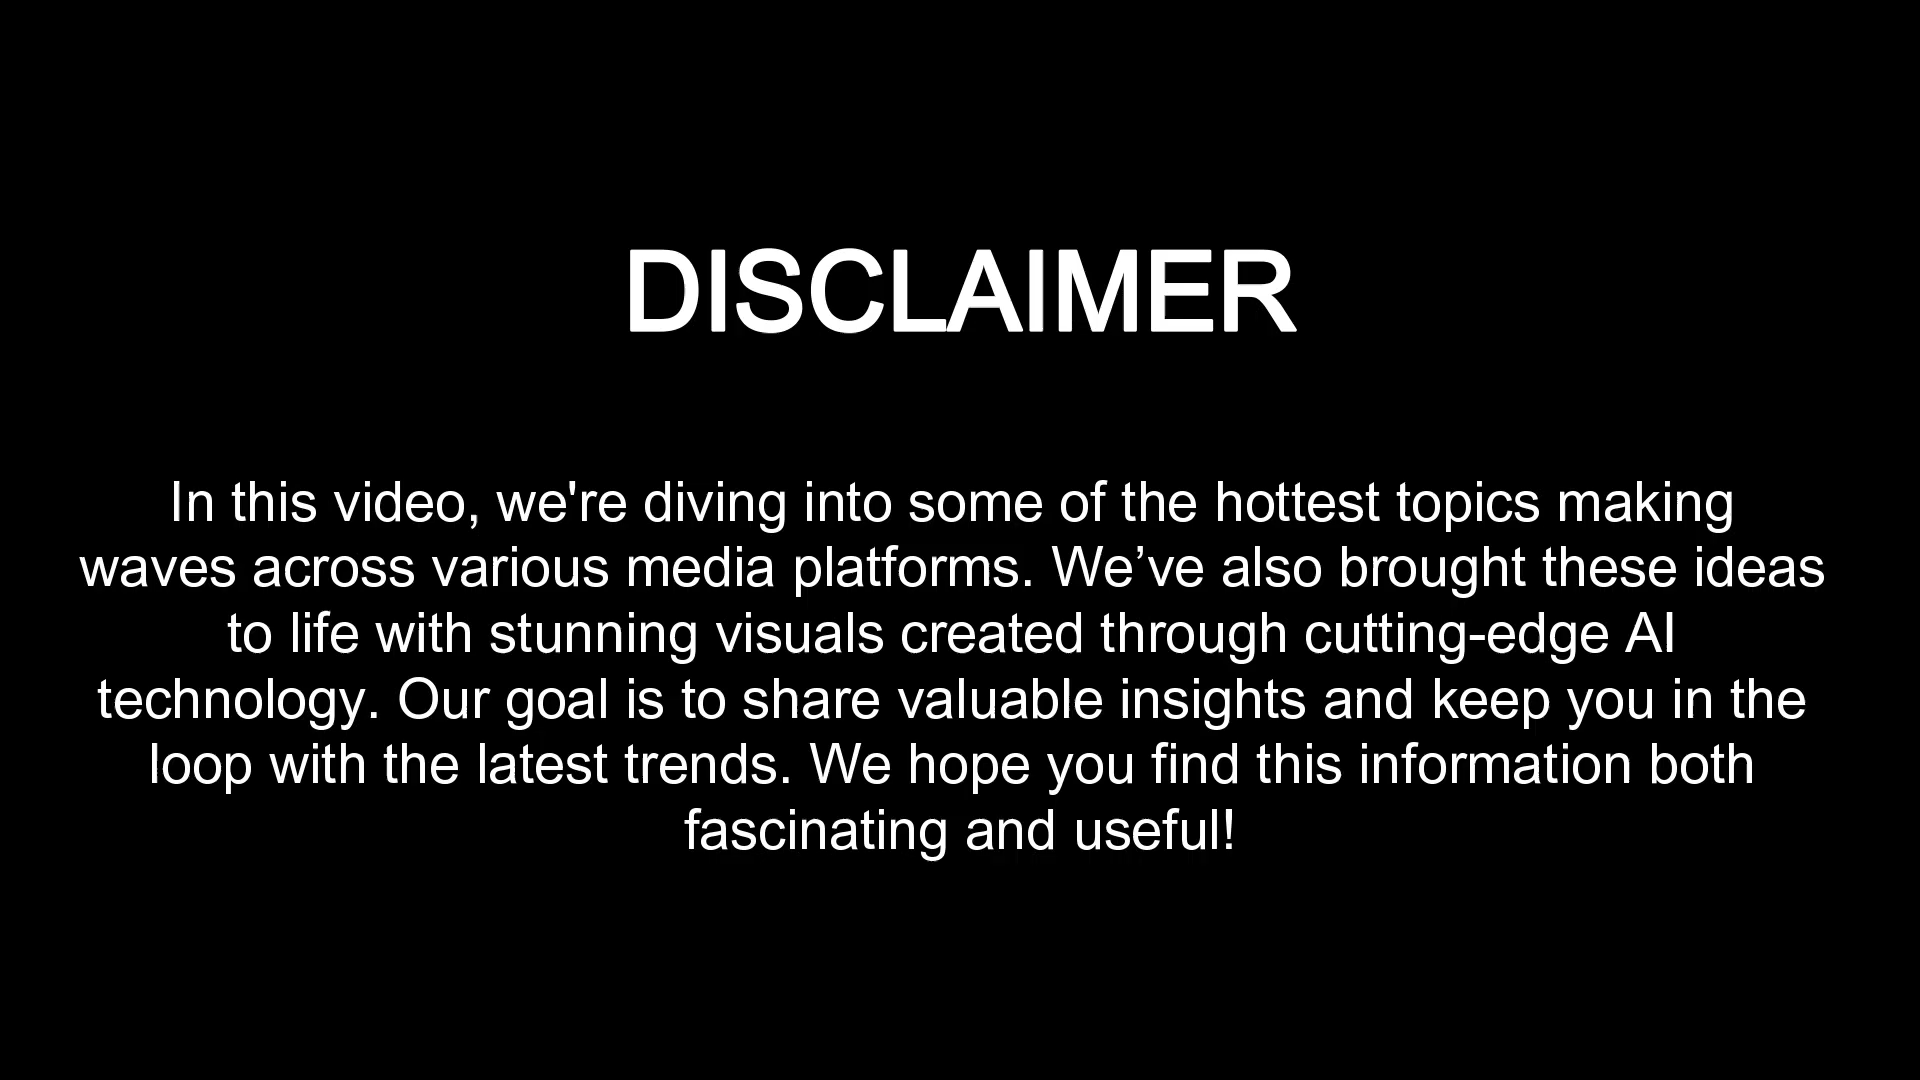 DISCLAIMER
In this video, we're diving into some of the hottest topics making
waves across various media platforms. We’ve also brought these ideas
to life with stunning visuals created through cutting-edge AI
technology. Our goal is to share valuable insights and keep you in the
loop with the latest trends. We hope you find this information both
fascinating and useful!